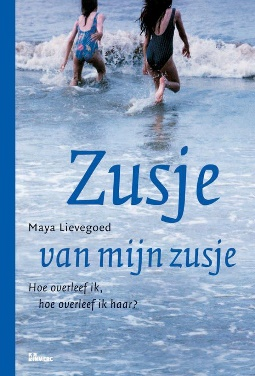 Zusje
Maya Lievegoed
van mijn zusje
Hoe overleef ik,
hoe overleef ik haar?